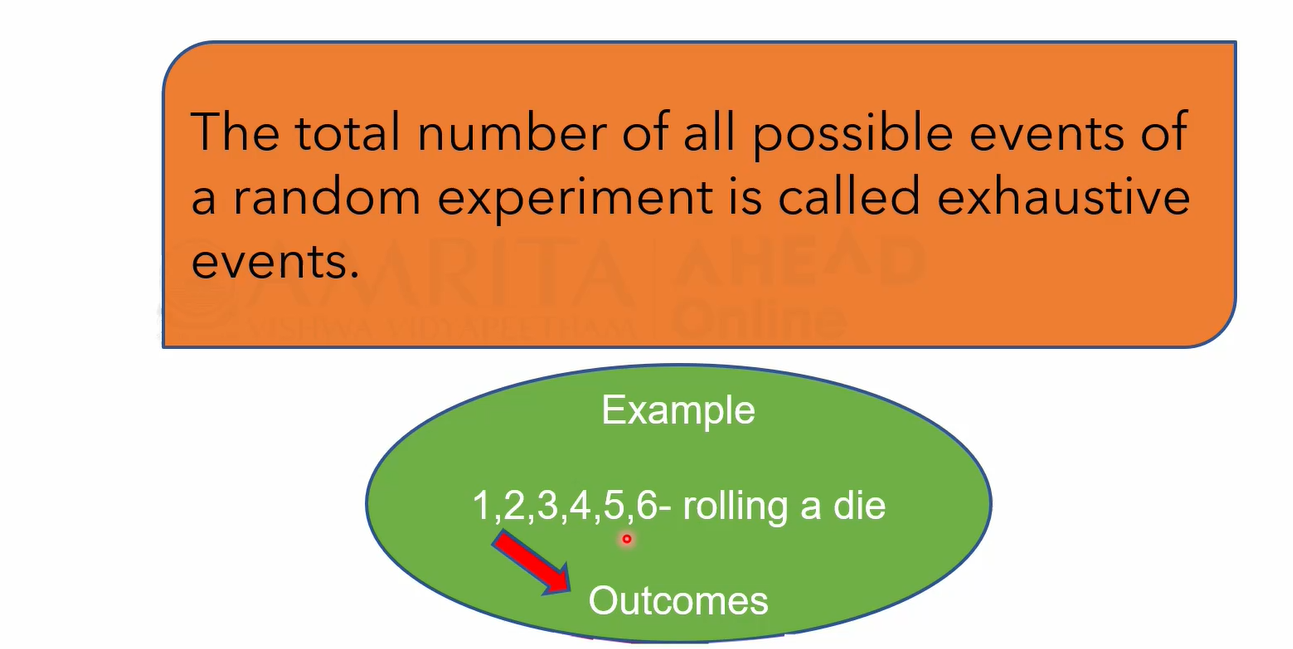 The total number of all possible events of
a random experiment is called exhaustive
events.
AMRITA
VISHWA VIDYAPEETHAM
AHEAD
Online
Example
1,2,3,4,5,6- rolling a die
Outcomes